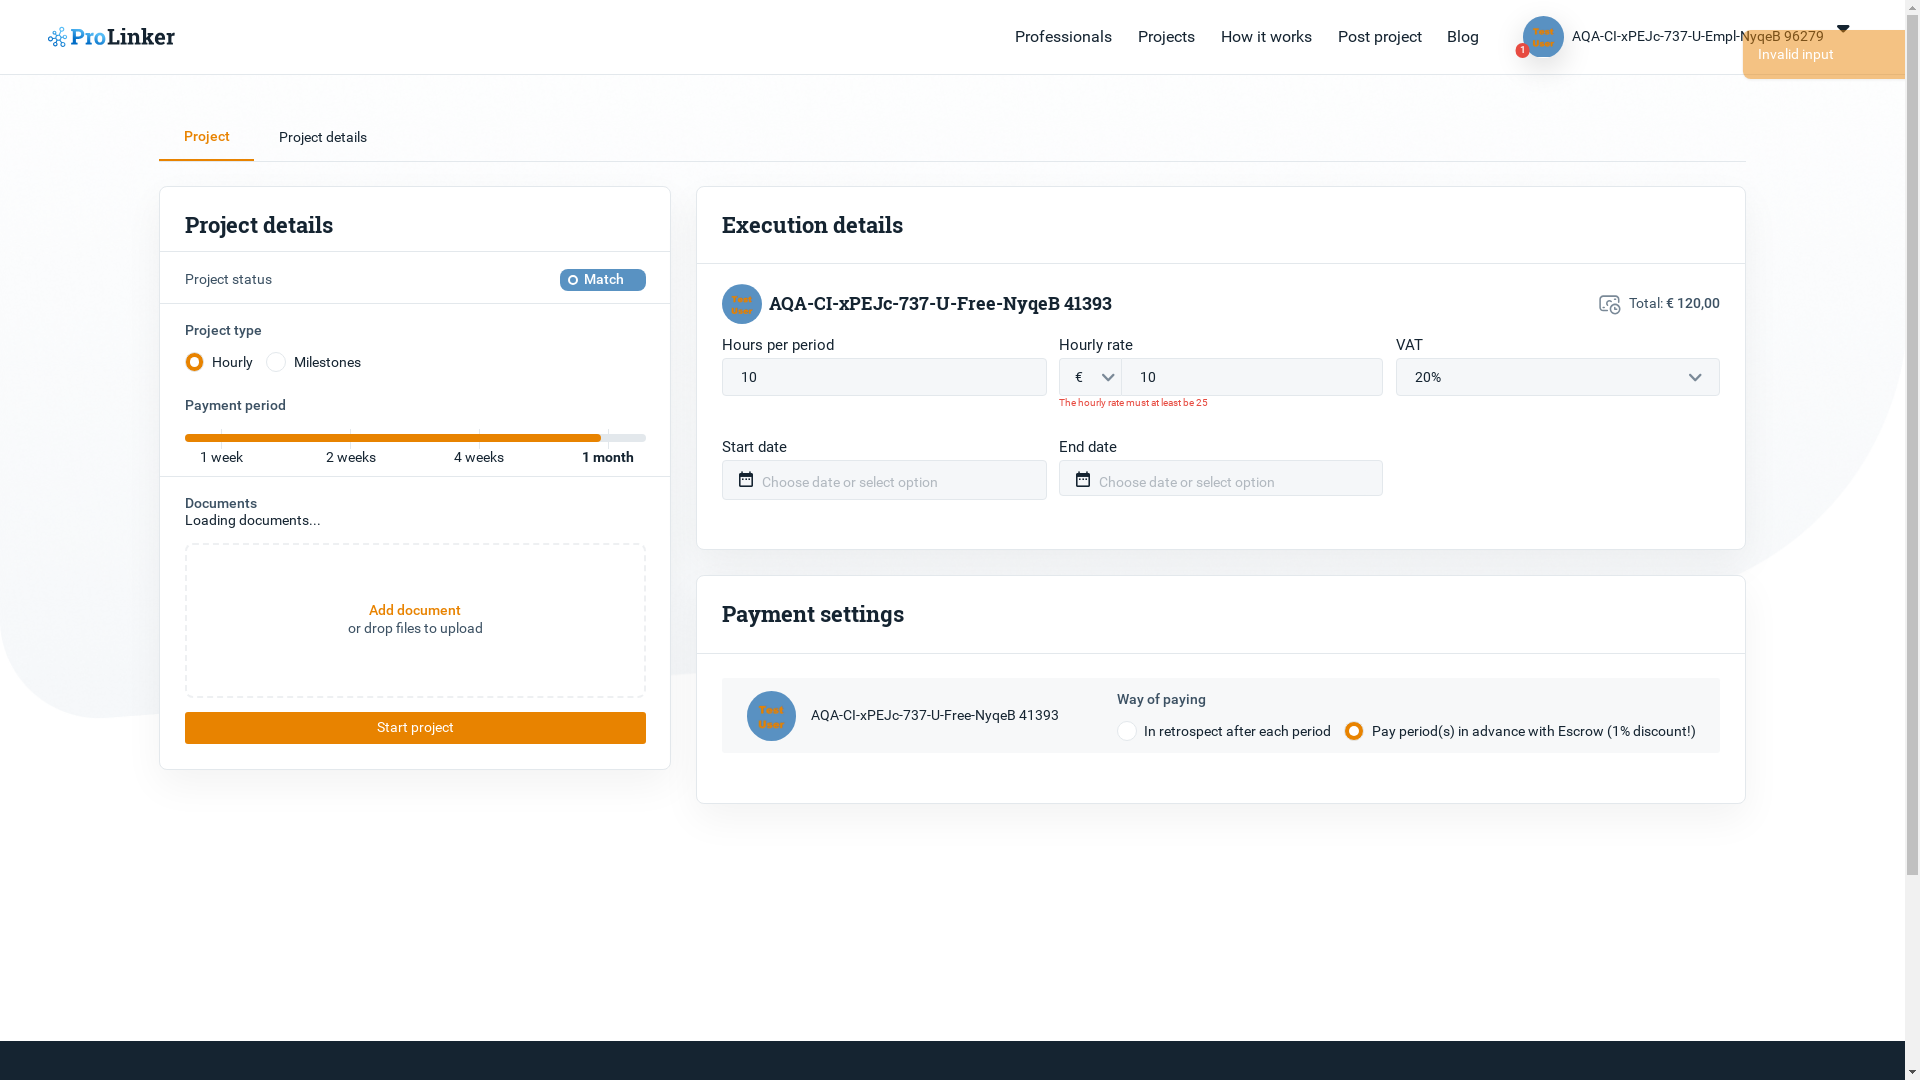 ProLinker
Professionals
Projects
How it works
Post project
Blog
Test
User
1
AQA-CI-xPEJc-737-U-Empl-NyqeB 96279
Invalid input
Project
Project details
Project details
Project status
Match
Project type
Hourly
Milestones
Payment period
1 week
2 weeks
4 weeks
1 month
Documents
Loading documents...
Add document
or drop files to upload
Start project
Execution details
Test
User
AQA-CI-xPEJc-737-U-Free-NyqeB 41393
Total: € 120,00
Hours per period
Hourly rate
VAT
10
€
10
20%
The hourly rate must at least be 25
Start date
End date
Choose date or select option
Choose date or select option
Payment settings
Test
User
AQA-CI-xPEJc-737-U-Free-NyqeB 41393
Way of paying
In retrospect after each period
Pay period(s) in advance with Escrow (1% discount!)